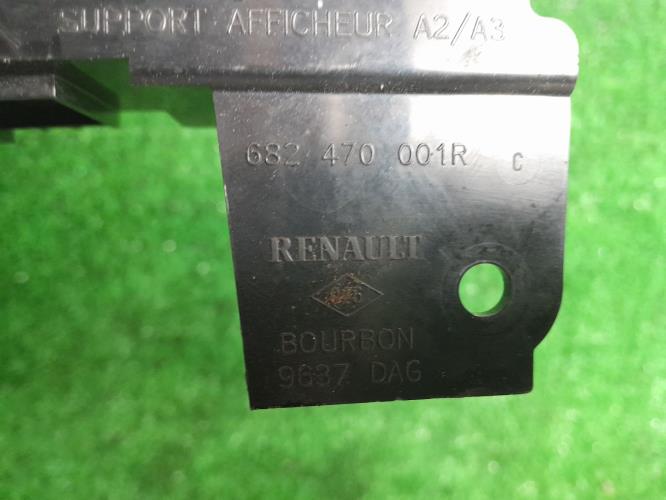 SUPPORT AFFICHEUR A2/A3
682 470 001R C
RENAULT
BOURBON
9637 DAG